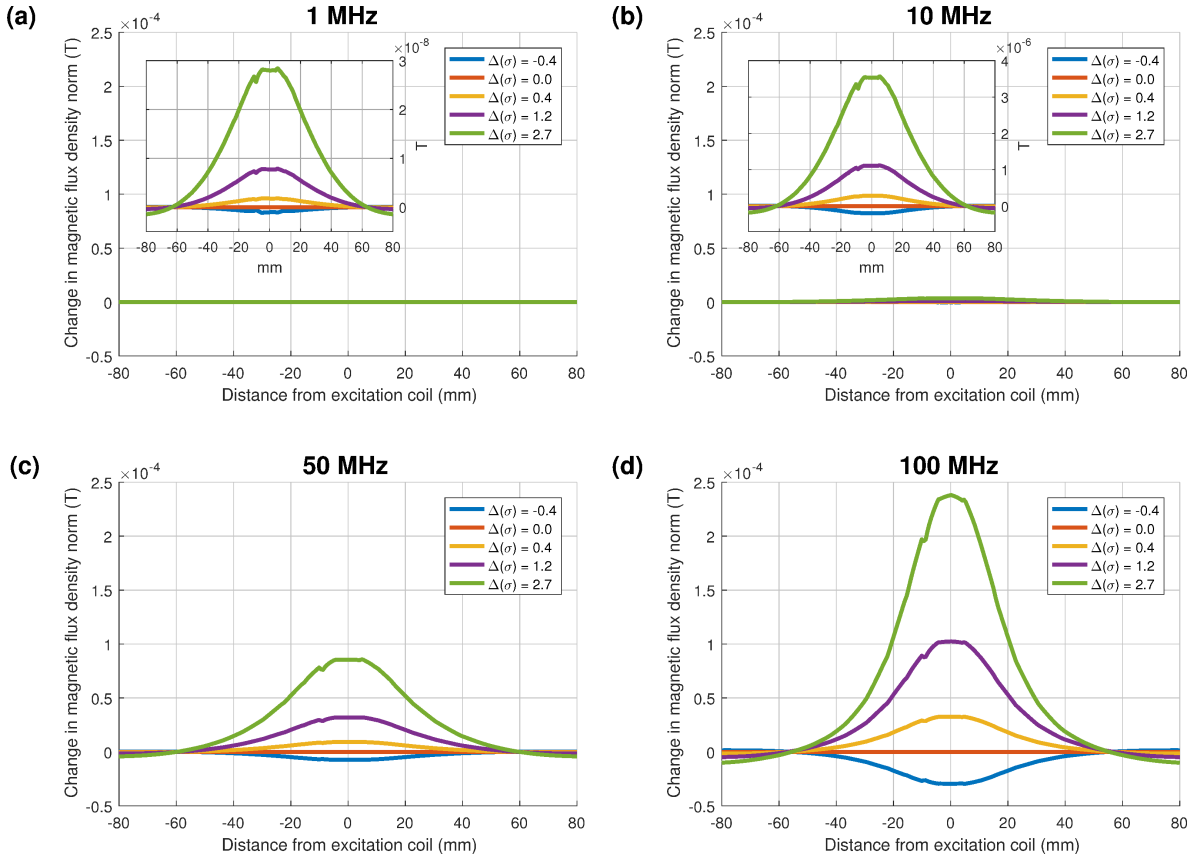 (a)
1 MHz
×10⁻⁴
2.5
2
1.5
1
0.5
0
-0.5
Change in magnetic flux density norm (T)
-80 -60 -40 -20 0 20 40 60 80
Distance from excitation coil (mm)
×10⁻⁸
3
2
1
0
T
-80 -60 -40 -20 0 20 40 60 80
mm
Δ(σ) = -0.4
Δ(σ) = 0.0
Δ(σ) = 0.4
Δ(σ) = 1.2
Δ(σ) = 2.7
(b)
10 MHz
×10⁻⁴
2.5
2
1.5
1
0.5
0
-0.5
Change in magnetic flux density norm (T)
-80 -60 -40 -20 0 20 40 60 80
Distance from excitation coil (mm)
×10⁻⁶
4
3
2
1
0
T
-80 -60 -40 -20 0 20 40 60 80
mm
Δ(σ) = -0.4
Δ(σ) = 0.0
Δ(σ) = 0.4
Δ(σ) = 1.2
Δ(σ) = 2.7
(c)
50 MHz
×10⁻⁴
2.5
2
1.5
1
0.5
0
-0.5
Change in magnetic flux density norm (T)
-80 -60 -40 -20 0 20 40 60 80
Distance from excitation coil (mm)
Δ(σ) = -0.4
Δ(σ) = 0.0
Δ(σ) = 0.4
Δ(σ) = 1.2
Δ(σ) = 2.7
(d)
100 MHz
×10⁻⁴
2.5
2
1.5
1
0.5
0
-0.5
Change in magnetic flux density norm (T)
-80 -60 -40 -20 0 20 40 60 80
Distance from excitation coil (mm)
Δ(σ) = -0.4
Δ(σ) = 0.0
Δ(σ) = 0.4
Δ(σ) = 1.2
Δ(σ) = 2.7